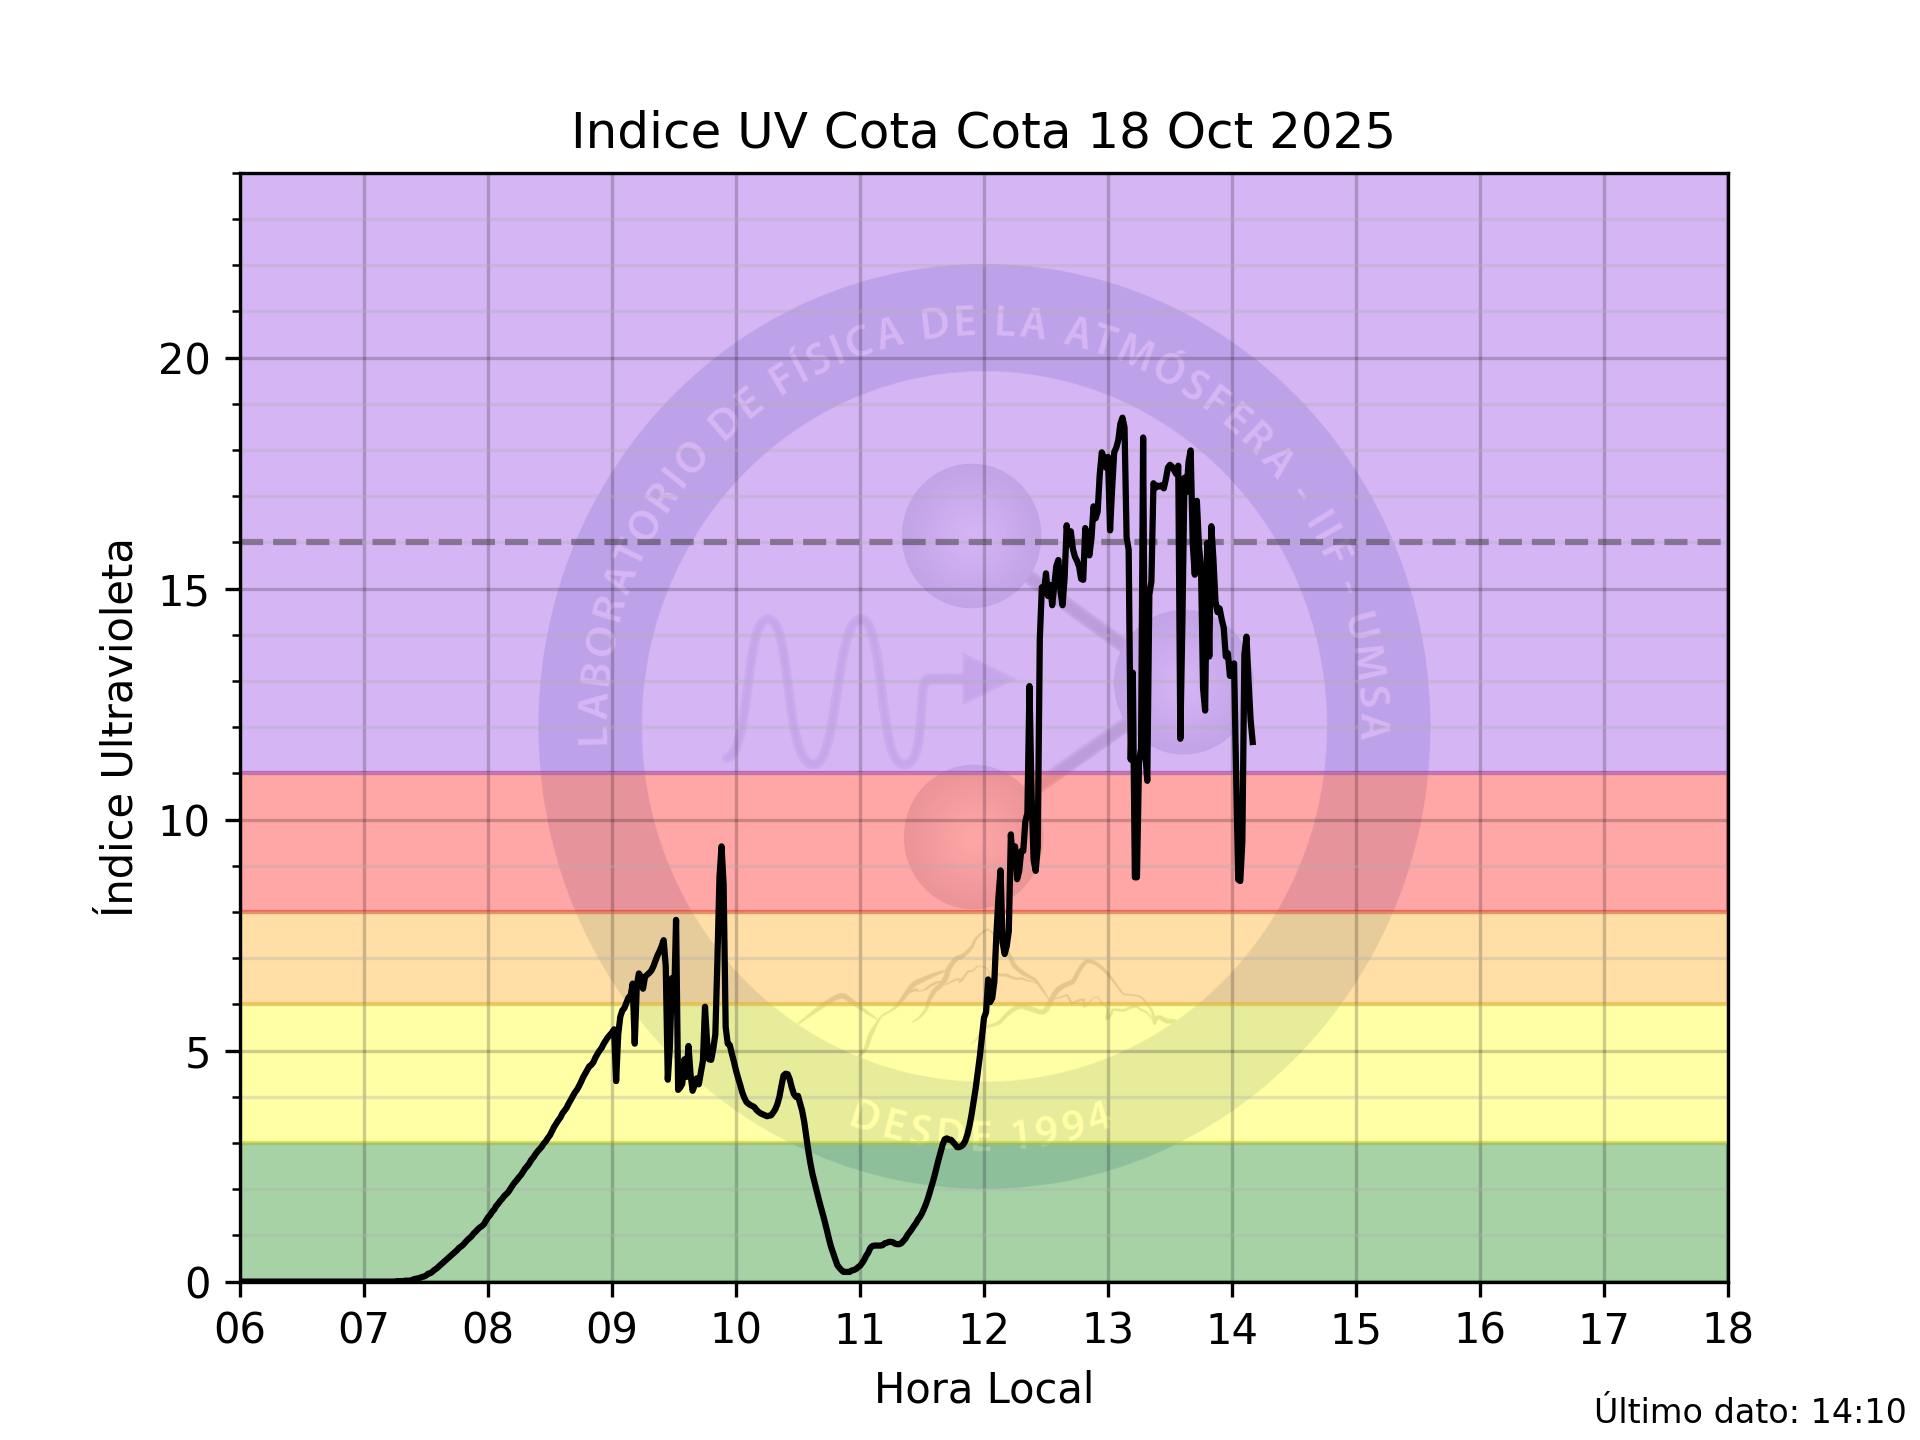 Indice UV Cota Cota 18 Oct 2025
Índice Ultravioleta
20
15
10
5
0
LABORATORIO DE FÍSICA DE LA ATMÓSFERA - IIF - UMSA
DESDE 1994
06 07 08 09 10 11 12 13 14 15 16 17 18
Hora Local
Último dato: 14:10